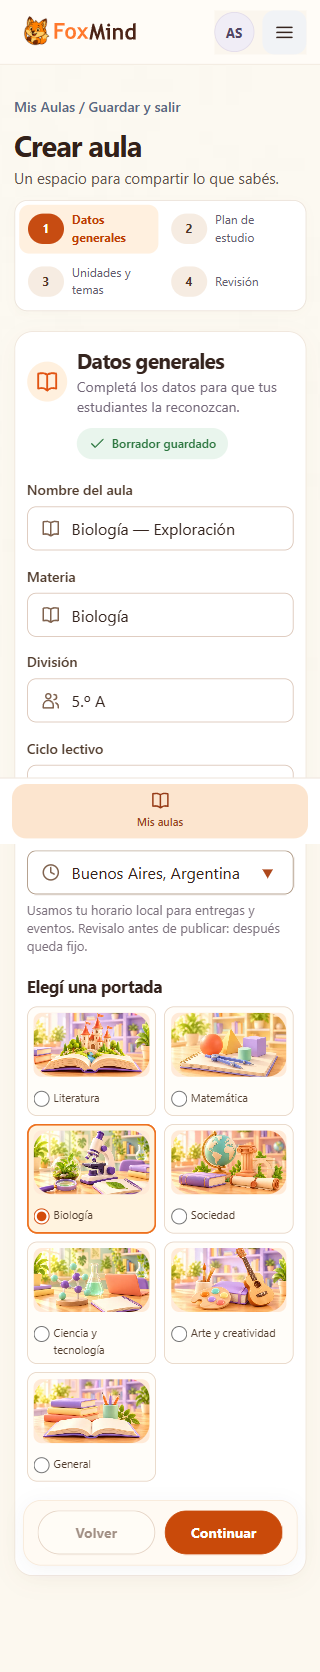 FoxMind
AS
Mis Aulas / Guardar y salir
Crear aula
Un espacio para compartir lo que sabés.
1
Datos
generales
2
Plan de
estudio
3
Unidades y
temas
4
Revisión
Datos generales
Completá los datos para que tus
estudiantes la reconozcan.
Borrador guardado
Nombre del aula
Biología — Exploración
Materia
Biología
División
5.º A
Ciclo lectivo
Mis aulas
Buenos Aires, Argentina
Usamos tu horario local para entregas y
eventos. Revisalo antes de publicar: después
queda fijo.
Elegí una portada
Literatura
Matemática
Biología
Sociedad
Ciencia y
tecnología
Arte y creatividad
General
Volver
Continuar